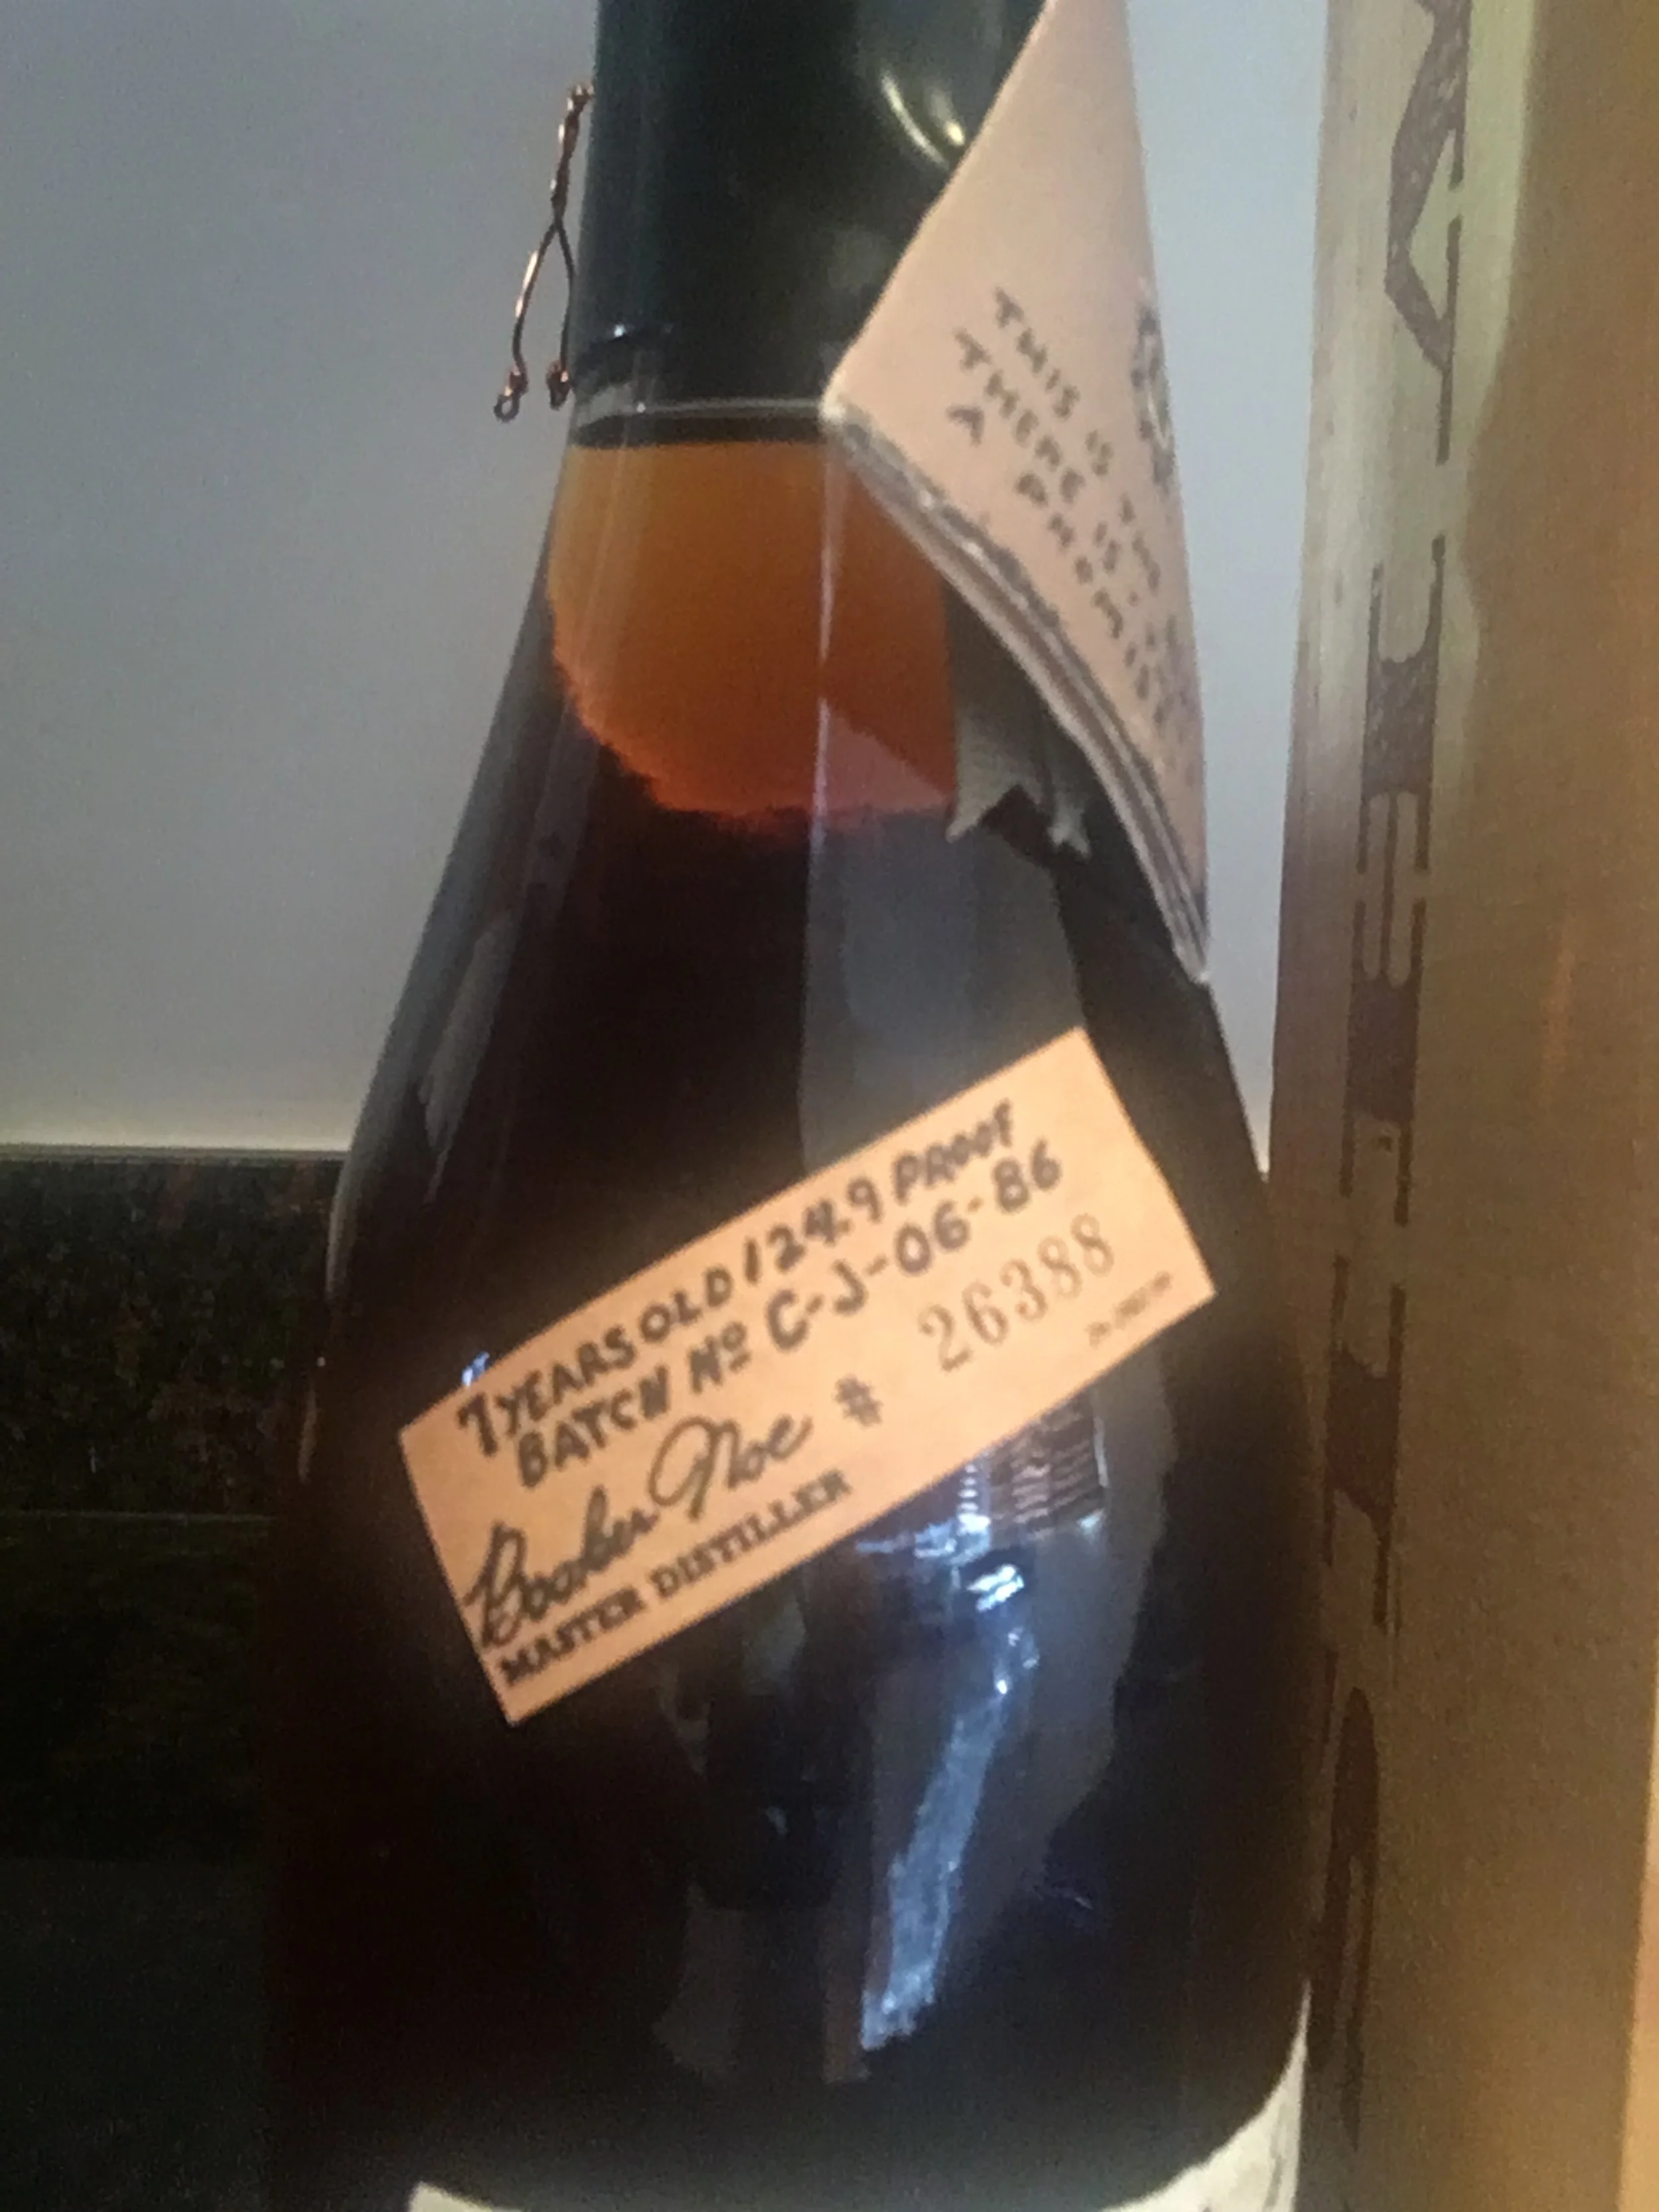 THIS IS THE
THERE IS
A
7 YEARS OLD 124.9 PROOF
BATCH Nº C-J-06-86
Booker Noe # 26388
MASTER DISTILLER